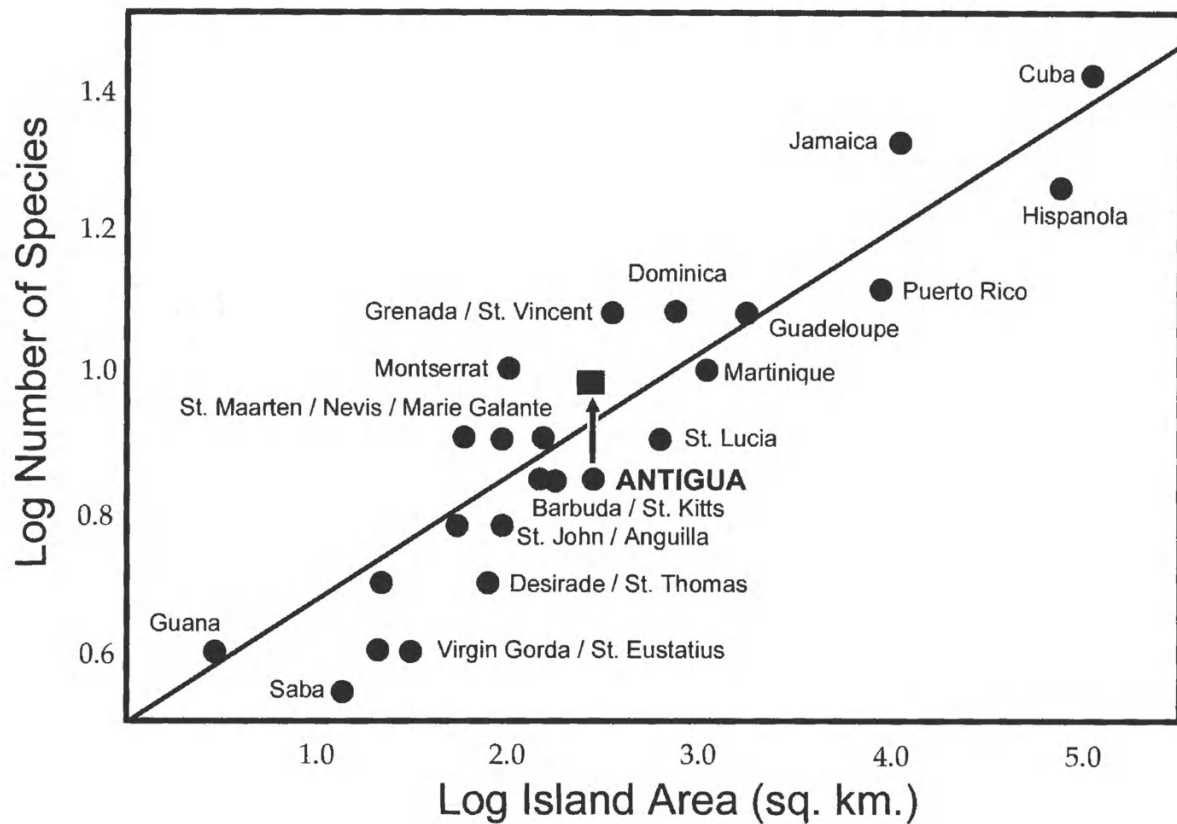 Log Number of Species
1.4
1.2
1.0
0.8
0.6
Cuba
Jamaica
Hispanola
Dominica
Puerto Rico
Grenada / St. Vincent
Guadeloupe
Montserrat
Martinique
St. Maarten / Nevis / Marie Galante
St. Lucia
ANTIGUA
Barbuda / St. Kitts
St. John / Anguilla
Desirade / St. Thomas
Guana
Virgin Gorda / St. Eustatius
Saba
1.0 2.0 3.0 4.0 5.0
Log Island Area (sq. km.)